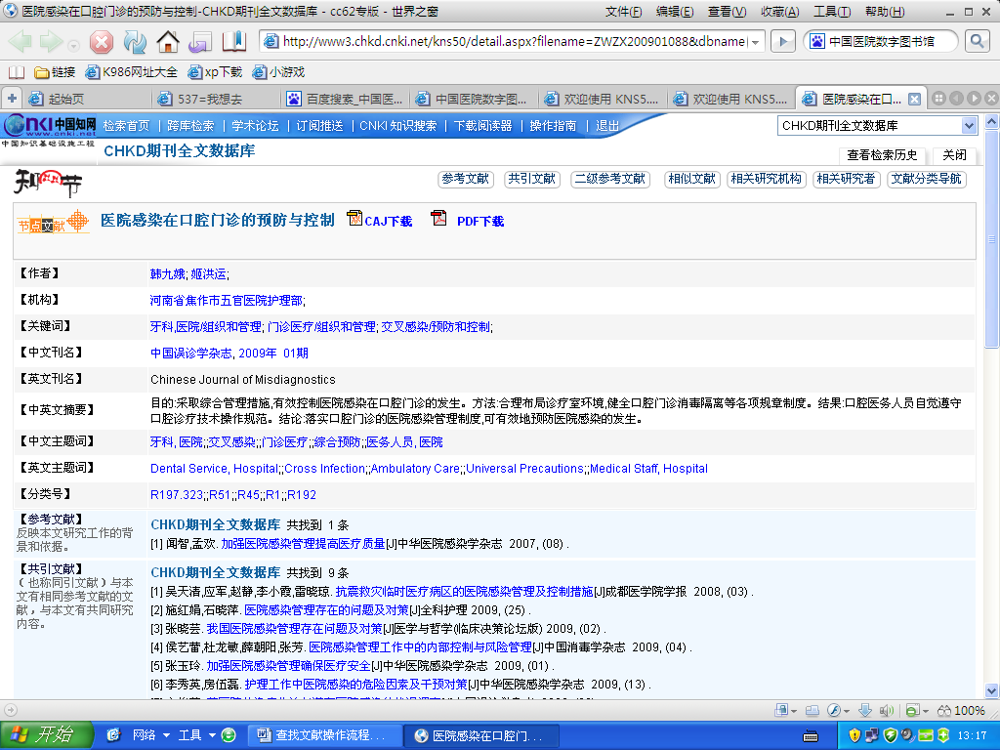 医院感染在口腔门诊的预防与控制-CHKD期刊全文数据库 - cc62专版 - 世界之窗 文件(F) 编辑(E) 查看(V) 收藏(A) 工具(T) 帮助(H)
http://www3.chkd.cnki.net/kns50/detail.aspx?filename=ZWZX200901088&dbname 中国医院数字图书馆
链接 K986网址大全 xp下载 小游戏
起始页 537=我想去 百度搜索_中国医... 中国医院数字图... 欢迎使用 KNS5.... 欢迎使用 KNS5.... 医院感染在口...
CNKI 中国知网 www.cnki.net 中国知识基础设施工程
检索首页 | 跨库检索 | 学术论坛 | 订阅推送 | CNKI 知识搜索 | 下载阅读器 | 操作指南 | 退出 CHKD期刊全文数据库
CHKD期刊全文数据库 查看检索历史 关闭
知网节 参考文献 共引文献 二级参考文献 相似文献 相关研究机构 相关研究者 文献分类导航
节点文献 医院感染在口腔门诊的预防与控制 CAJ下载 PDF下载
【作者】 韩九娥; 姬洪运;
【机构】 河南省焦作市五官医院护理部;
【关键词】 牙科,医院/组织和管理; 门诊医疗/组织和管理; 交叉感染/预防和控制;
【中文刊名】 中国误诊学杂志, 2009年 01期
【英文刊名】 Chinese Journal of Misdiagnostics
【中英文摘要】 目的:采取综合管理措施,有效控制医院感染在口腔门诊的发生。方法:合理布局诊疗室环境,健全口腔门诊消毒隔离等各项规章制度。结果:口腔医务人员自觉遵守
口腔诊疗技术操作规范。结论:落实口腔门诊的医院感染管理制度,可有效地预防医院感染的发生。
【中文主题词】 牙科, 医院;;交叉感染;;门诊医疗;;综合预防;;医务人员, 医院
【英文主题词】 Dental Service, Hospital;;Cross Infection;;Ambulatory Care;;Universal Precautions;;Medical Staff, Hospital
【分类号】 R197.323;;R51;;R45;;R1;;R192
【参考文献】
反映本文研究工作的背
景和依据。
CHKD期刊全文数据库 共找到 1 条
[1] 闻智,孟欢. 加强医院感染管理提高医疗质量[J]中华医院感染学杂志 2007, (08) .
【共引文献】
（也称同引文献）与本
文有相同参考文献的文
献，与本文有共同研究
内容。
CHKD期刊全文数据库 共找到 9 条
[1] 吴天清,应军,赵静,李小霞,雷晓琼. 抗震救灾临时医疗病区的医院感染管理及控制措施[J]成都医学院学报 2008, (03) .
[2] 施红娟,石晓萍. 医院感染管理存在的问题及对策[J]全科护理 2009, (25) .
[3] 张晓芸. 我国医院感染管理存在问题及对策[J]医学与哲学(临床决策论坛版) 2009, (02) .
[4] 侯艺蕾,杜龙敏,薛朝阳,张芳. 医院感染管理工作中的内部控制与风险管理[J]中国消毒学杂志 2009, (04) .
[5] 张玉玲. 加强医院感染管理确保医疗安全[J]中华医院感染学杂志 2009, (01) .
[6] 李秀英,房伍磊. 护理工作中医院感染的危险因素及干预对策[J]中华医院感染学杂志 2009, (13) .
100%
开始 网络 工具 查找文献操作流程... 医院感染在口腔门... 13:17